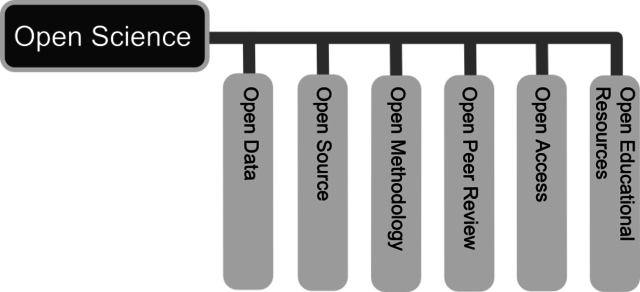 Open Science
Open Data
Open Source
Open Methodology
Open Peer Review
Open Access
Open Educational
Resources